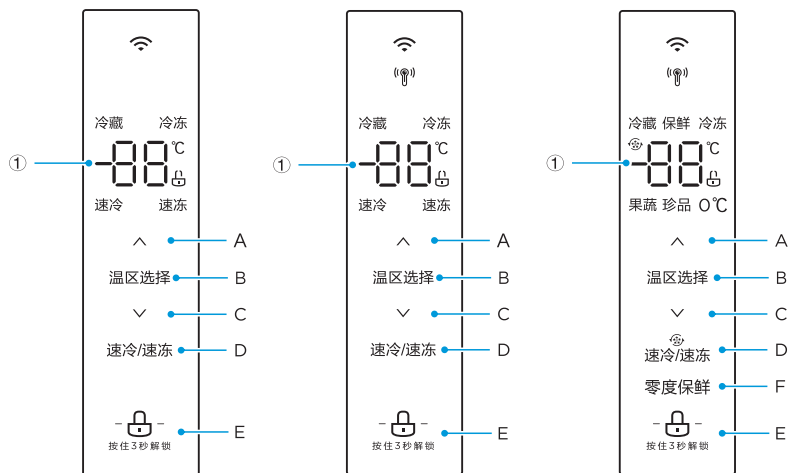 冷藏 冷冻
① -88 ℃
速冷 速冻
A
温区选择 B
C
速冷/速冻 D
E
按住3秒解锁
冷藏 冷冻
① -88 ℃
速冷 速冻
A
温区选择 B
C
速冷/速冻 D
E
按住3秒解锁
冷藏 保鲜 冷冻
① -88 ℃
果蔬 珍品 0℃
A
温区选择 B
C
速冷/速冻 D
零度保鲜 F
E
按住3秒解锁